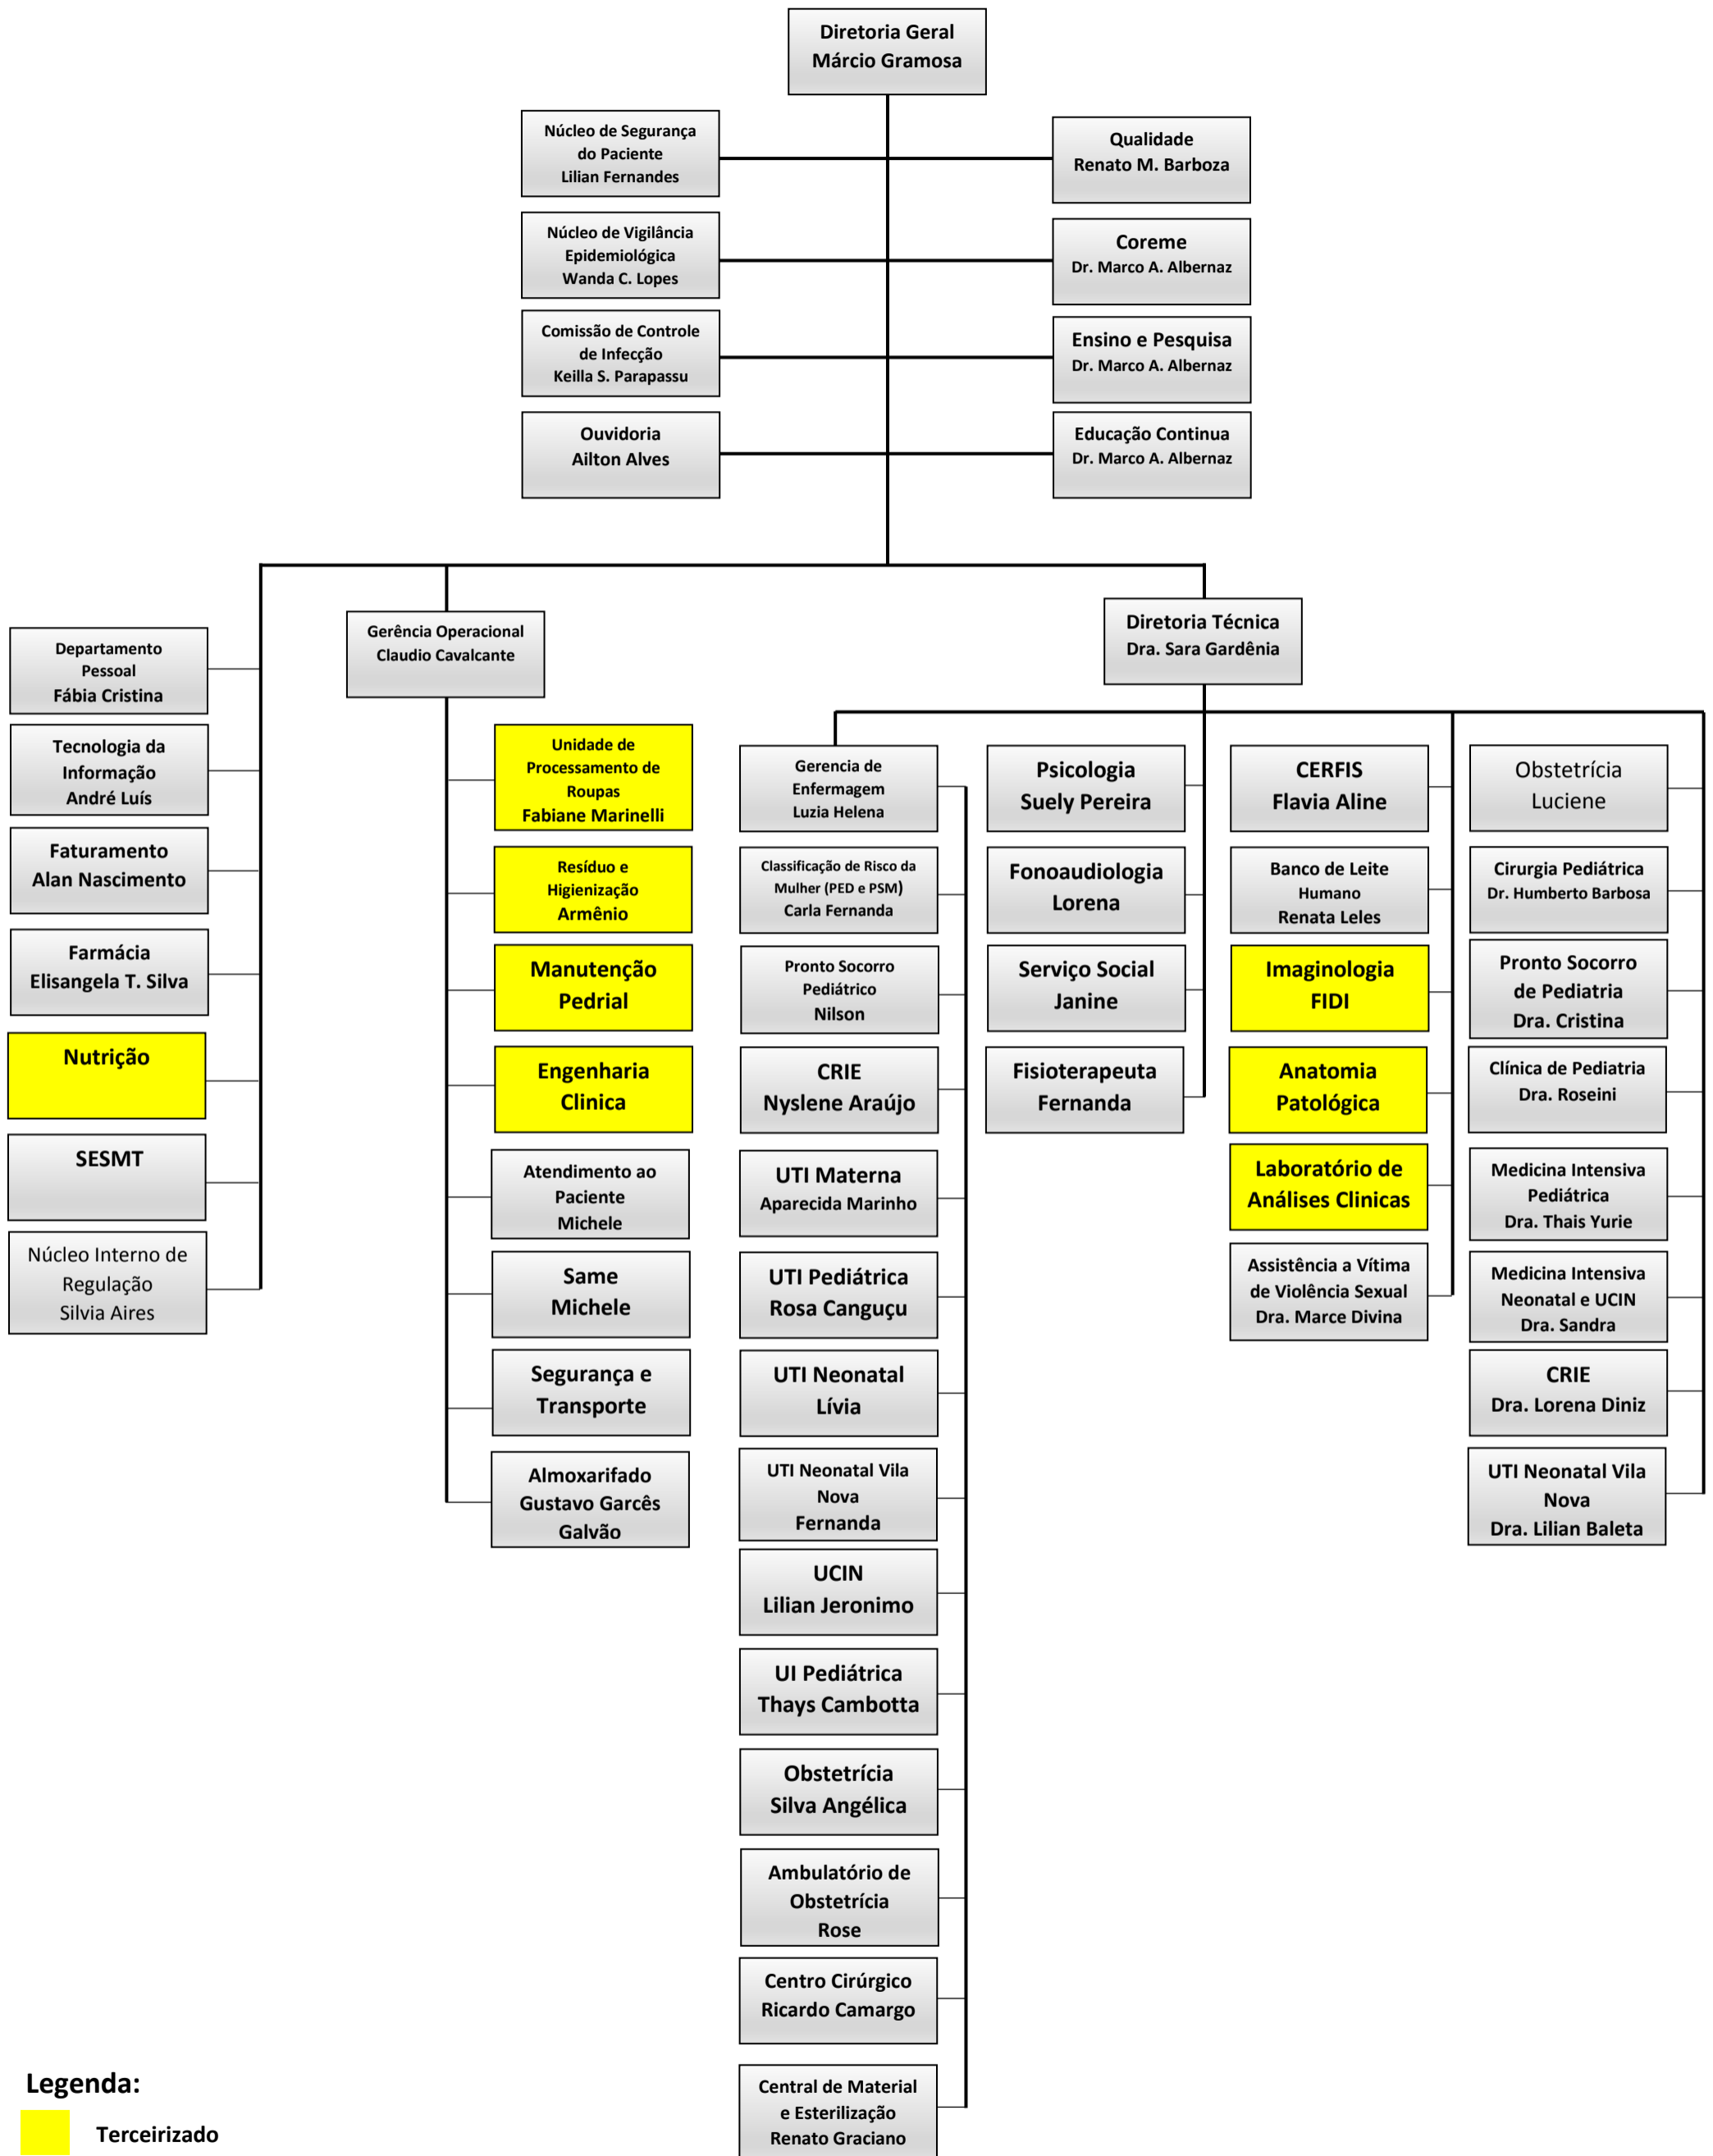 Diretoria Geral
Márcio Gramosa
Núcleo de Segurança
do Paciente
Lilian Fernandes
Qualidade
Renato M. Barboza
Núcleo de Vigilância
Epidemiológica
Wanda C. Lopes
Coreme
Dr. Marco A. Albernaz
Comissão de Controle
de Infecção
Keilla S. Parapassu
Ensino e Pesquisa
Dr. Marco A. Albernaz
Ouvidoria
Ailton Alves
Educação Continua
Dr. Marco A. Albernaz
Departamento
Pessoal
Fábia Cristina
Tecnologia da
Informação
André Luís
Faturamento
Alan Nascimento
Farmácia
Elisangela T. Silva
Nutrição
SESMT
Núcleo Interno de
Regulação
Silvia Aires
Gerência Operacional
Claudio Cavalcante
Unidade de
Processamento de
Roupas
Fabiane Marinelli
Resíduo e
Higienização
Armênio
Manutenção
Pedrial
Engenharia
Clinica
Atendimento ao
Paciente
Michele
Same
Michele
Segurança e
Transporte
Almoxarifado
Gustavo Garcês
Galvão
Diretoria Técnica
Dra. Sara Gardênia
Gerencia de
Enfermagem
Luzia Helena
Classificação de Risco da
Mulher (PED e PSM)
Carla Fernanda
Pronto Socorro
Pediátrico
Nilson
CRIE
Nyslene Araújo
UTI Materna
Aparecida Marinho
UTI Pediátrica
Rosa Canguçu
UTI Neonatal
Lívia
UTI Neonatal Vila
Nova
Fernanda
UCIN
Lilian Jeronimo
UI Pediátrica
Thays Cambotta
Obstetrícia
Silva Angélica
Ambulatório de
Obstetrícia
Rose
Centro Cirúrgico
Ricardo Camargo
Central de Material
e Esterilização
Renato Graciano
Psicologia
Suely Pereira
Fonoaudiologia
Lorena
Serviço Social
Janine
Fisioterapeuta
Fernanda
CERFIS
Flavia Aline
Banco de Leite
Humano
Renata Leles
Imaginologia
FIDI
Anatomia
Patológica
Laboratório de
Análises Clinicas
Assistência a Vítima
de Violência Sexual
Dra. Marce Divina
Obstetrícia
Luciene
Cirurgia Pediátrica
Dr. Humberto Barbosa
Pronto Socorro
de Pediatria
Dra. Cristina
Clínica de Pediatria
Dra. Roseini
Medicina Intensiva
Pediátrica
Dra. Thais Yurie
Medicina Intensiva
Neonatal e UCIN
Dra. Sandra
CRIE
Dra. Lorena Diniz
UTI Neonatal Vila
Nova
Dra. Lilian Baleta
Legenda:
Terceirizado